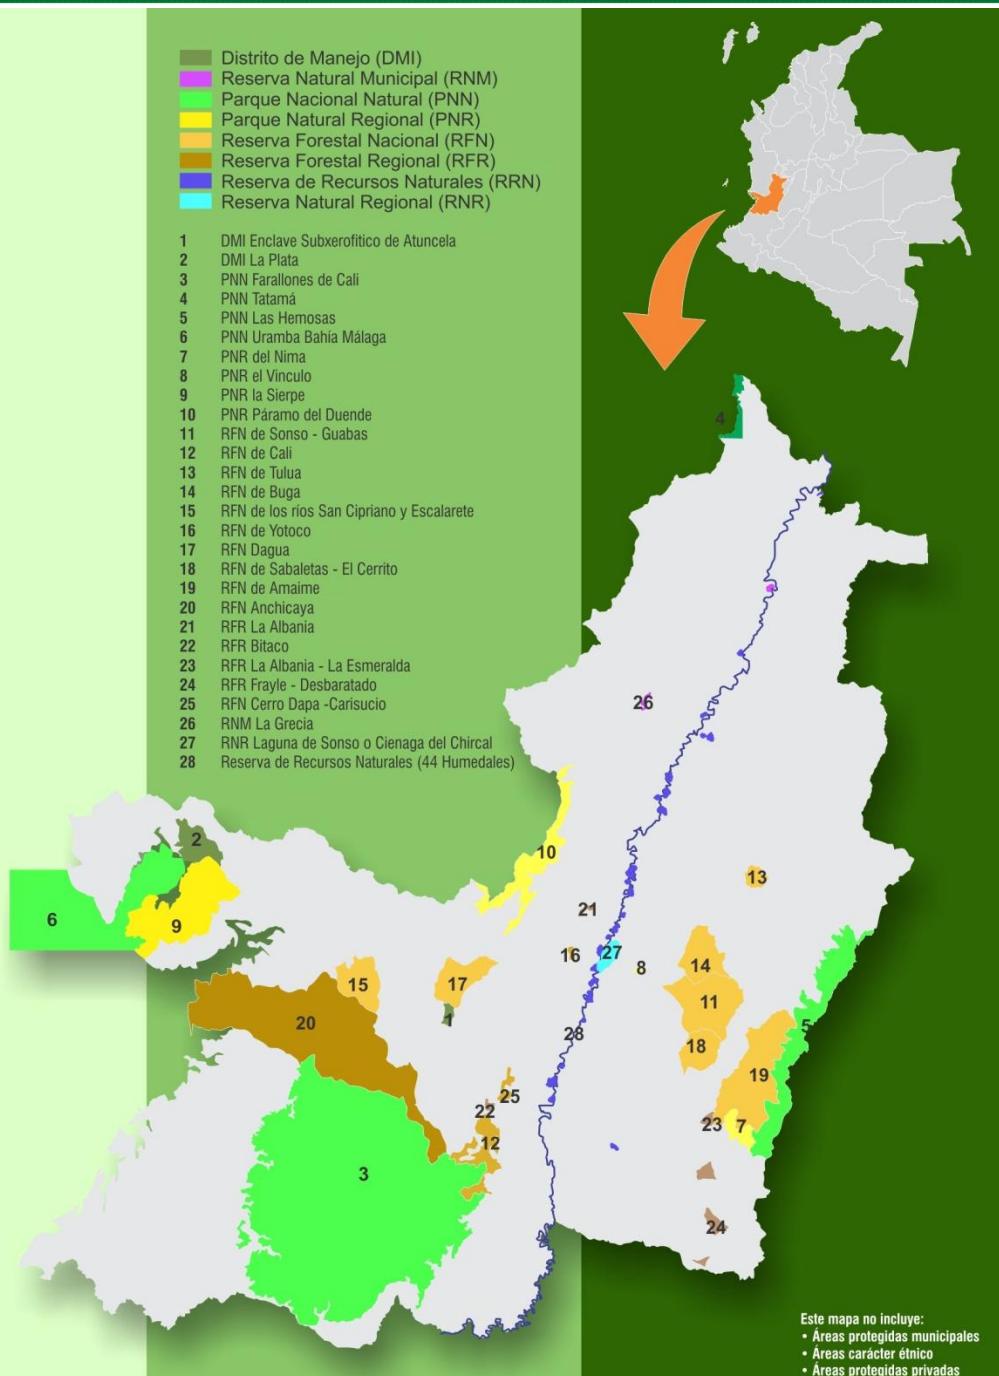 Distrito de Manejo (DMI)
Reserva Natural Municipal (RNM)
Parque Nacional Natural (PNN)
Parque Natural Regional (PNR)
Reserva Forestal Nacional (RFN)
Reserva Forestal Regional (RFR)
Reserva de Recursos Naturales (RRN)
Reserva Natural Regional (RNR)
1 DMI Enclave Subxerofitico de Atuncela
2 DMI La Plata
3 PNN Farallones de Cali
4 PNN Tatamá
5 PNN Las Hemosas
6 PNN Uramba Bahía Málaga
7 PNR del Nima
8 PNR el Vinculo
9 PNR la Sierpe
10 PNR Páramo del Duende
11 RFN de Sonso - Guabas
12 RFN de Cali
13 RFN de Tulua
14 RFN de Buga
15 RFN de los ríos San Cipriano y Escalarete
16 RFN de Yotoco
17 RFN Dagua
18 RFN de Sabaletas - El Cerrito
19 RFN de Amaime
20 RFN Anchicaya
21 RFR La Albania
22 RFR Bitaco
23 RFR La Albania - La Esmeralda
24 RFR Frayle - Desbaratado
25 RFN Cerro Dapa -Carisucio
26 RNM La Grecia
27 RNR Laguna de Sonso o Cienaga del Chircal
28 Reserva de Recursos Naturales (44 Humedales)
4
26
2
10
13
6
9
21
16
27
8
14
15
17
11
20
1
28
5
18
19
25
22
23
7
12
3
24
Este mapa no incluye:
• Áreas protegidas municipales
• Áreas carácter étnico
• Áreas protegidas privadas